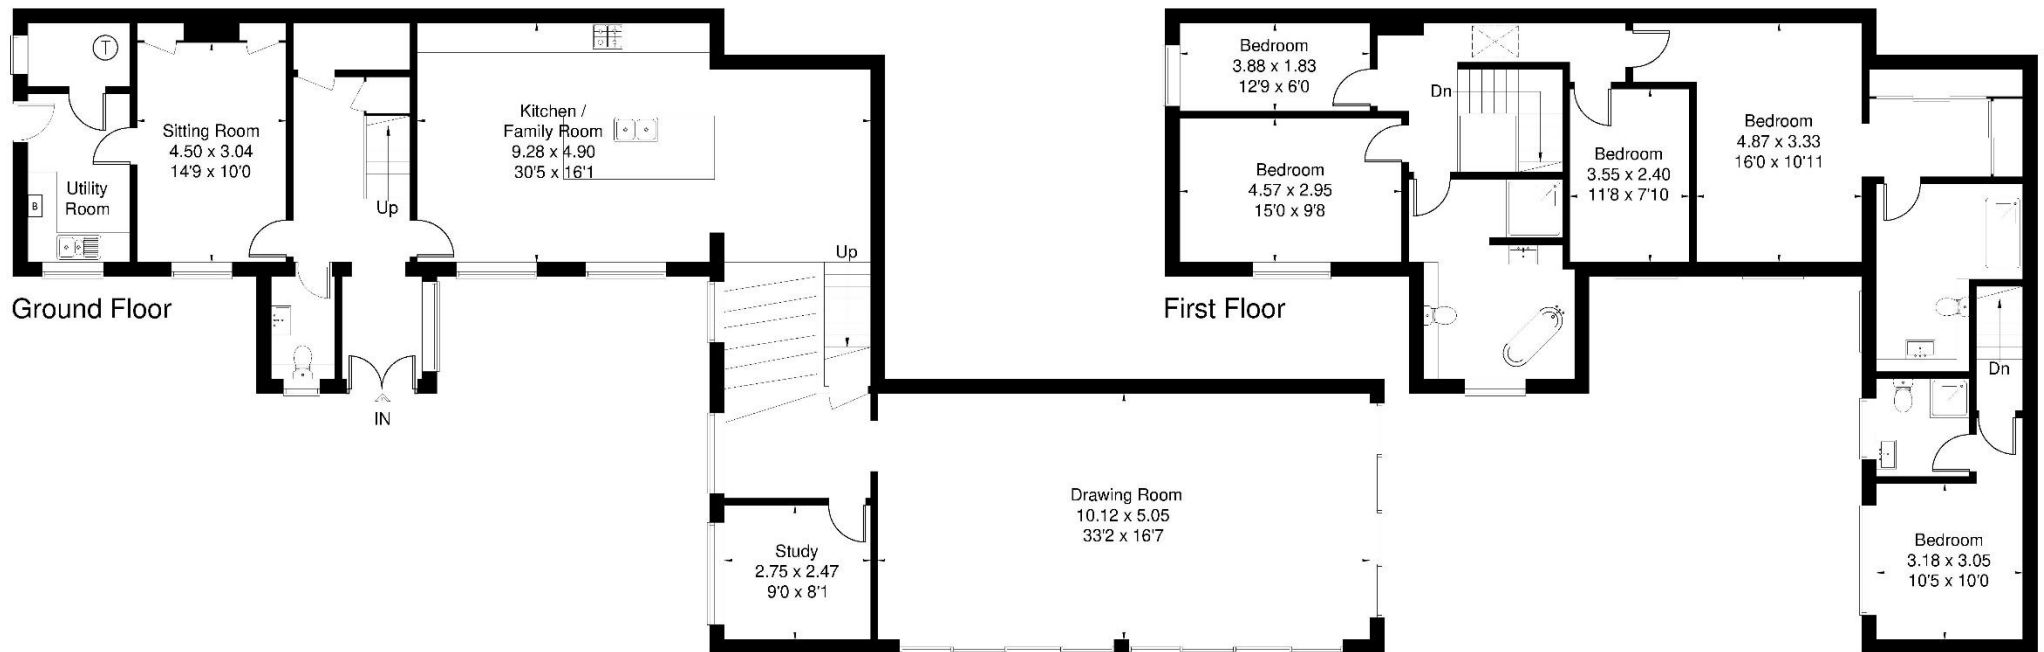 T
Sitting Room
4.50 x 3.04
14'9 x 10'0
Utility
Room
B
Up
Kitchen /
Family Room
9.28 x 4.90
30'5 x 16'1
Up
Ground Floor
IN
Study
2.75 x 2.47
9'0 x 8'1
Drawing Room
10.12 x 5.05
33'2 x 16'7
Bedroom
3.88 x 1.83
12'9 x 6'0
Dn
Bedroom
4.57 x 2.95
15'0 x 9'8
Bedroom
3.55 x 2.40
11'8 x 7'10
Bedroom
4.87 x 3.33
16'0 x 10'11
First Floor
Dn
Bedroom
3.18 x 3.05
10'5 x 10'0